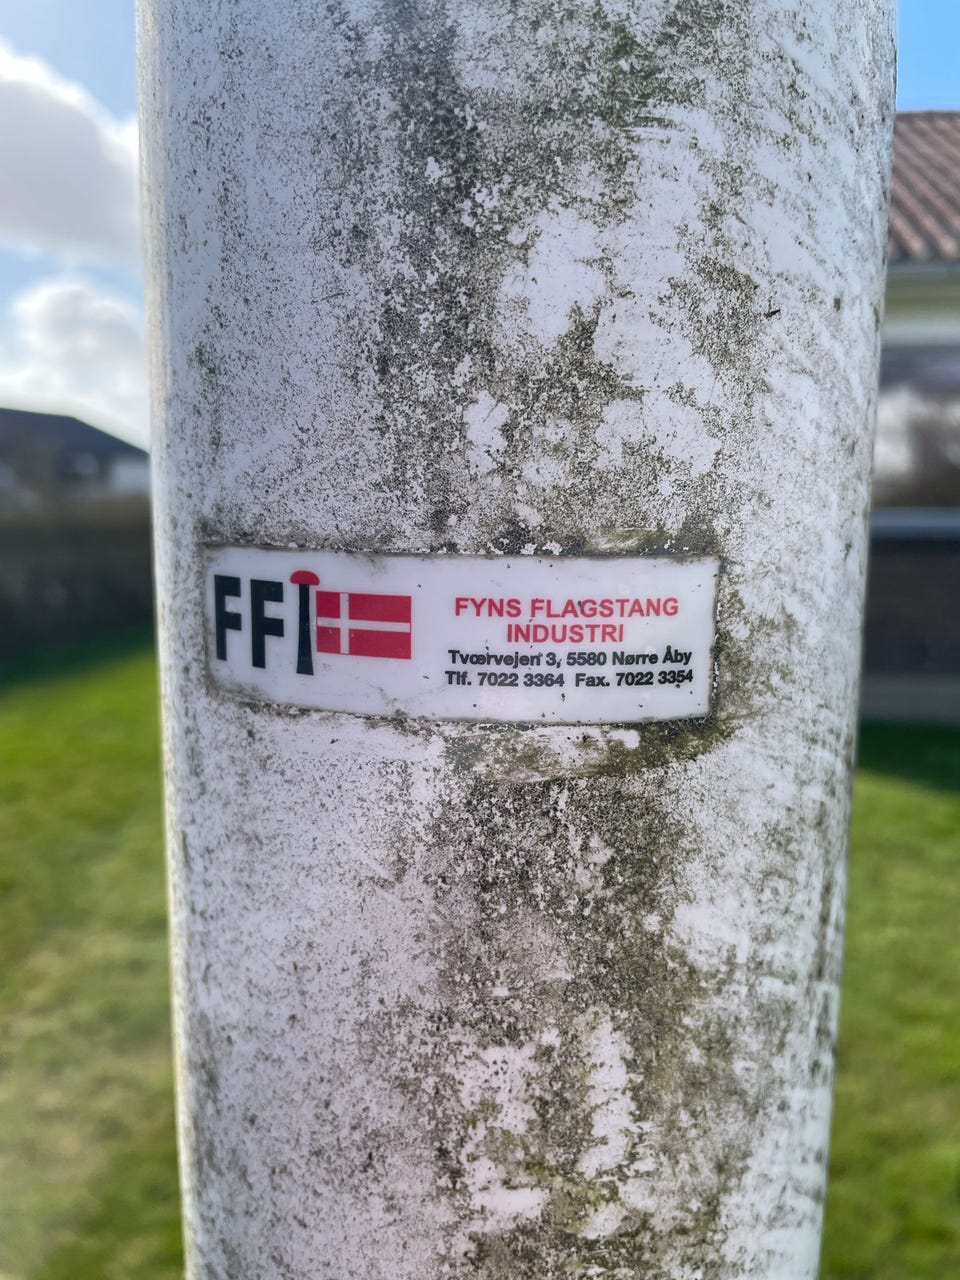 FFI
FYNS FLAGSTANG
INDUSTRI
Tværvejen 3, 5580 Nørre Åby
Tlf. 7022 3364 Fax. 7022 3354